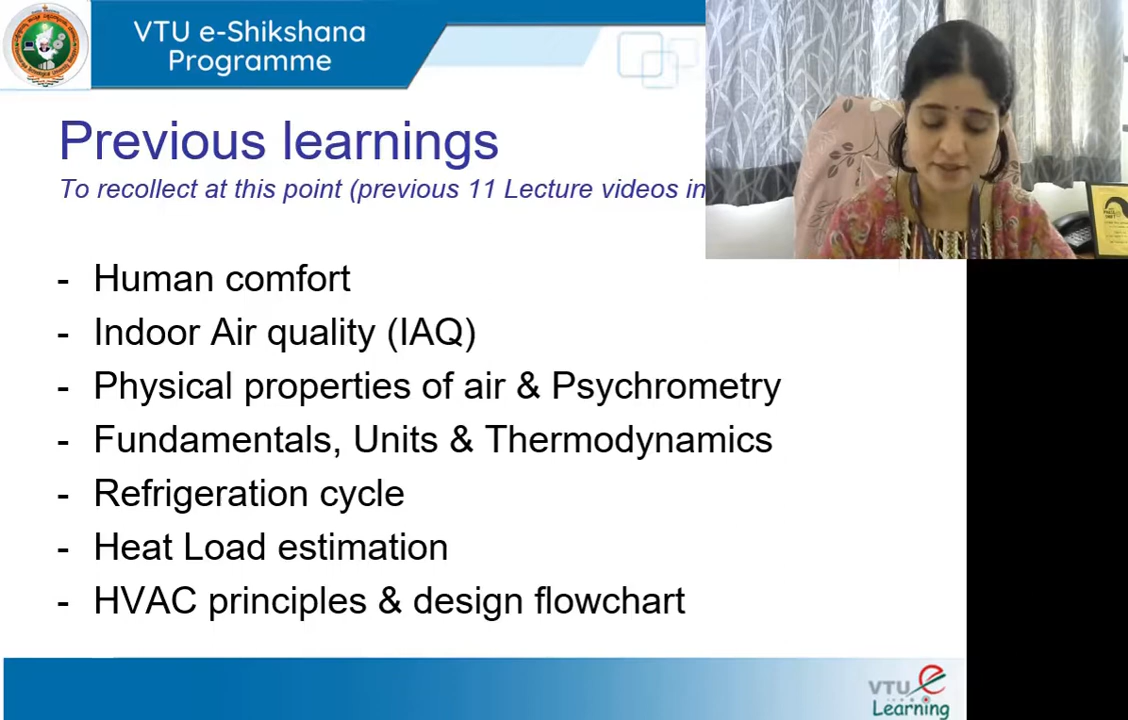 VTU e-Shikshana
Programme
Previous learnings
To recollect at this point (previous 11 Lecture videos in
- Human comfort
- Indoor Air quality (IAQ)
- Physical properties of air & Psychrometry
- Fundamentals, Units & Thermodynamics
- Refrigeration cycle
- Heat Load estimation
- HVAC principles & design flowchart
VTU e
Learning